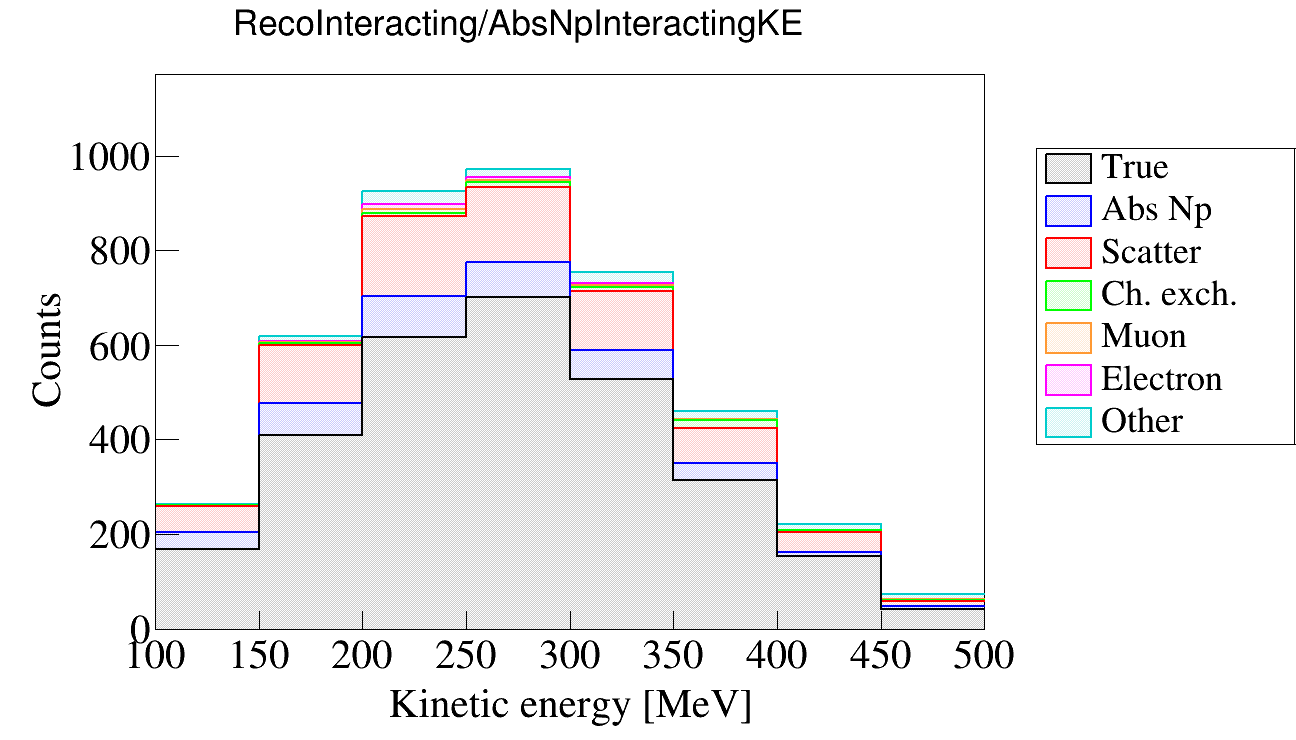 RecoInteracting/AbsNpInteractingKE
1000
800
600
400
200
0
Counts
100 150 200 250 300 350 400 450 500
Kinetic energy [MeV]
True
Abs Np
Scatter
Ch. exch.
Muon
Electron
Other